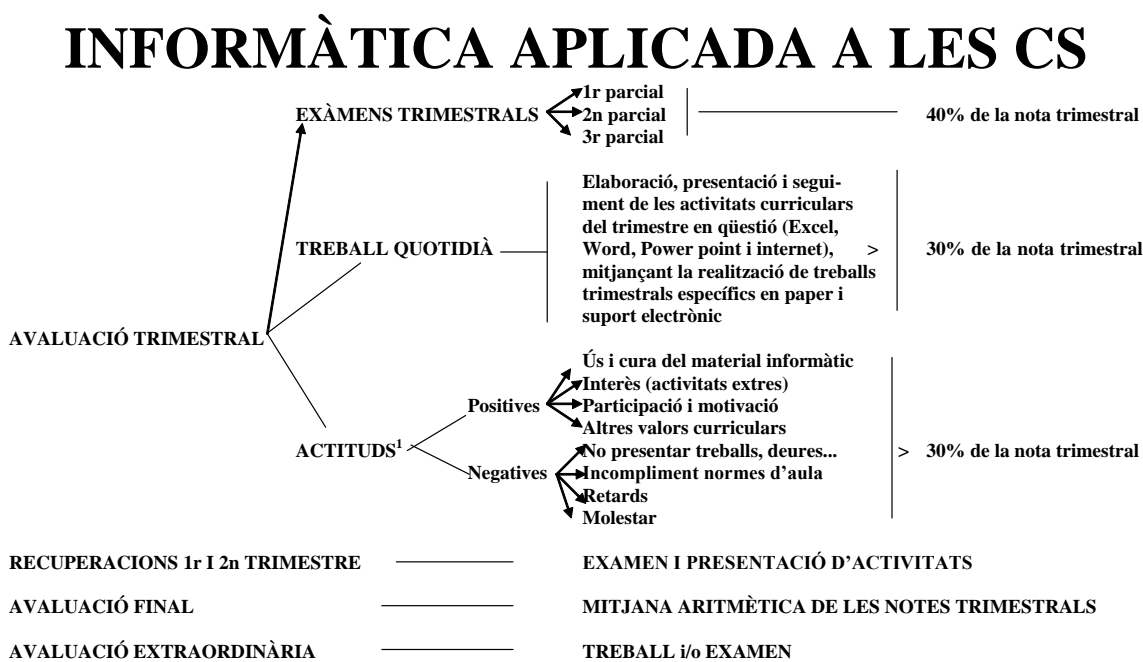 INFORMÀTICA APLICADA A LES CS
EXÀMENS TRIMESTRALS
1r parcial
2n parcial
3r parcial
40% de la nota trimestral
TREBALL QUOTIDIÀ
Elaboració, presentació i segui-
ment de les activitats curriculars
del trimestre en qüestió (Excel,
Word, Power point i internet),
mitjançant la realització de treballs
trimestrals específics en paper i
suport electrònic
>
30% de la nota trimestral
AVALUACIÓ TRIMESTRAL
ACTITUDS¹
Positives
Ús i cura del material informàtic
Interès (activitats extres)
Participació i motivació
Altres valors curriculars
Negatives
No presentar treballs, deures...
Incompliment normes d’aula
Retards
Molestar
>
30% de la nota trimestral
RECUPERACIONS 1r I 2n TRIMESTRE
EXAMEN I PRESENTACIÓ D’ACTIVITATS
AVALUACIÓ FINAL
MITJANA ARITMÈTICA DE LES NOTES TRIMESTRALS
AVALUACIÓ EXTRAORDINÀRIA
TREBALL i/o EXAMEN